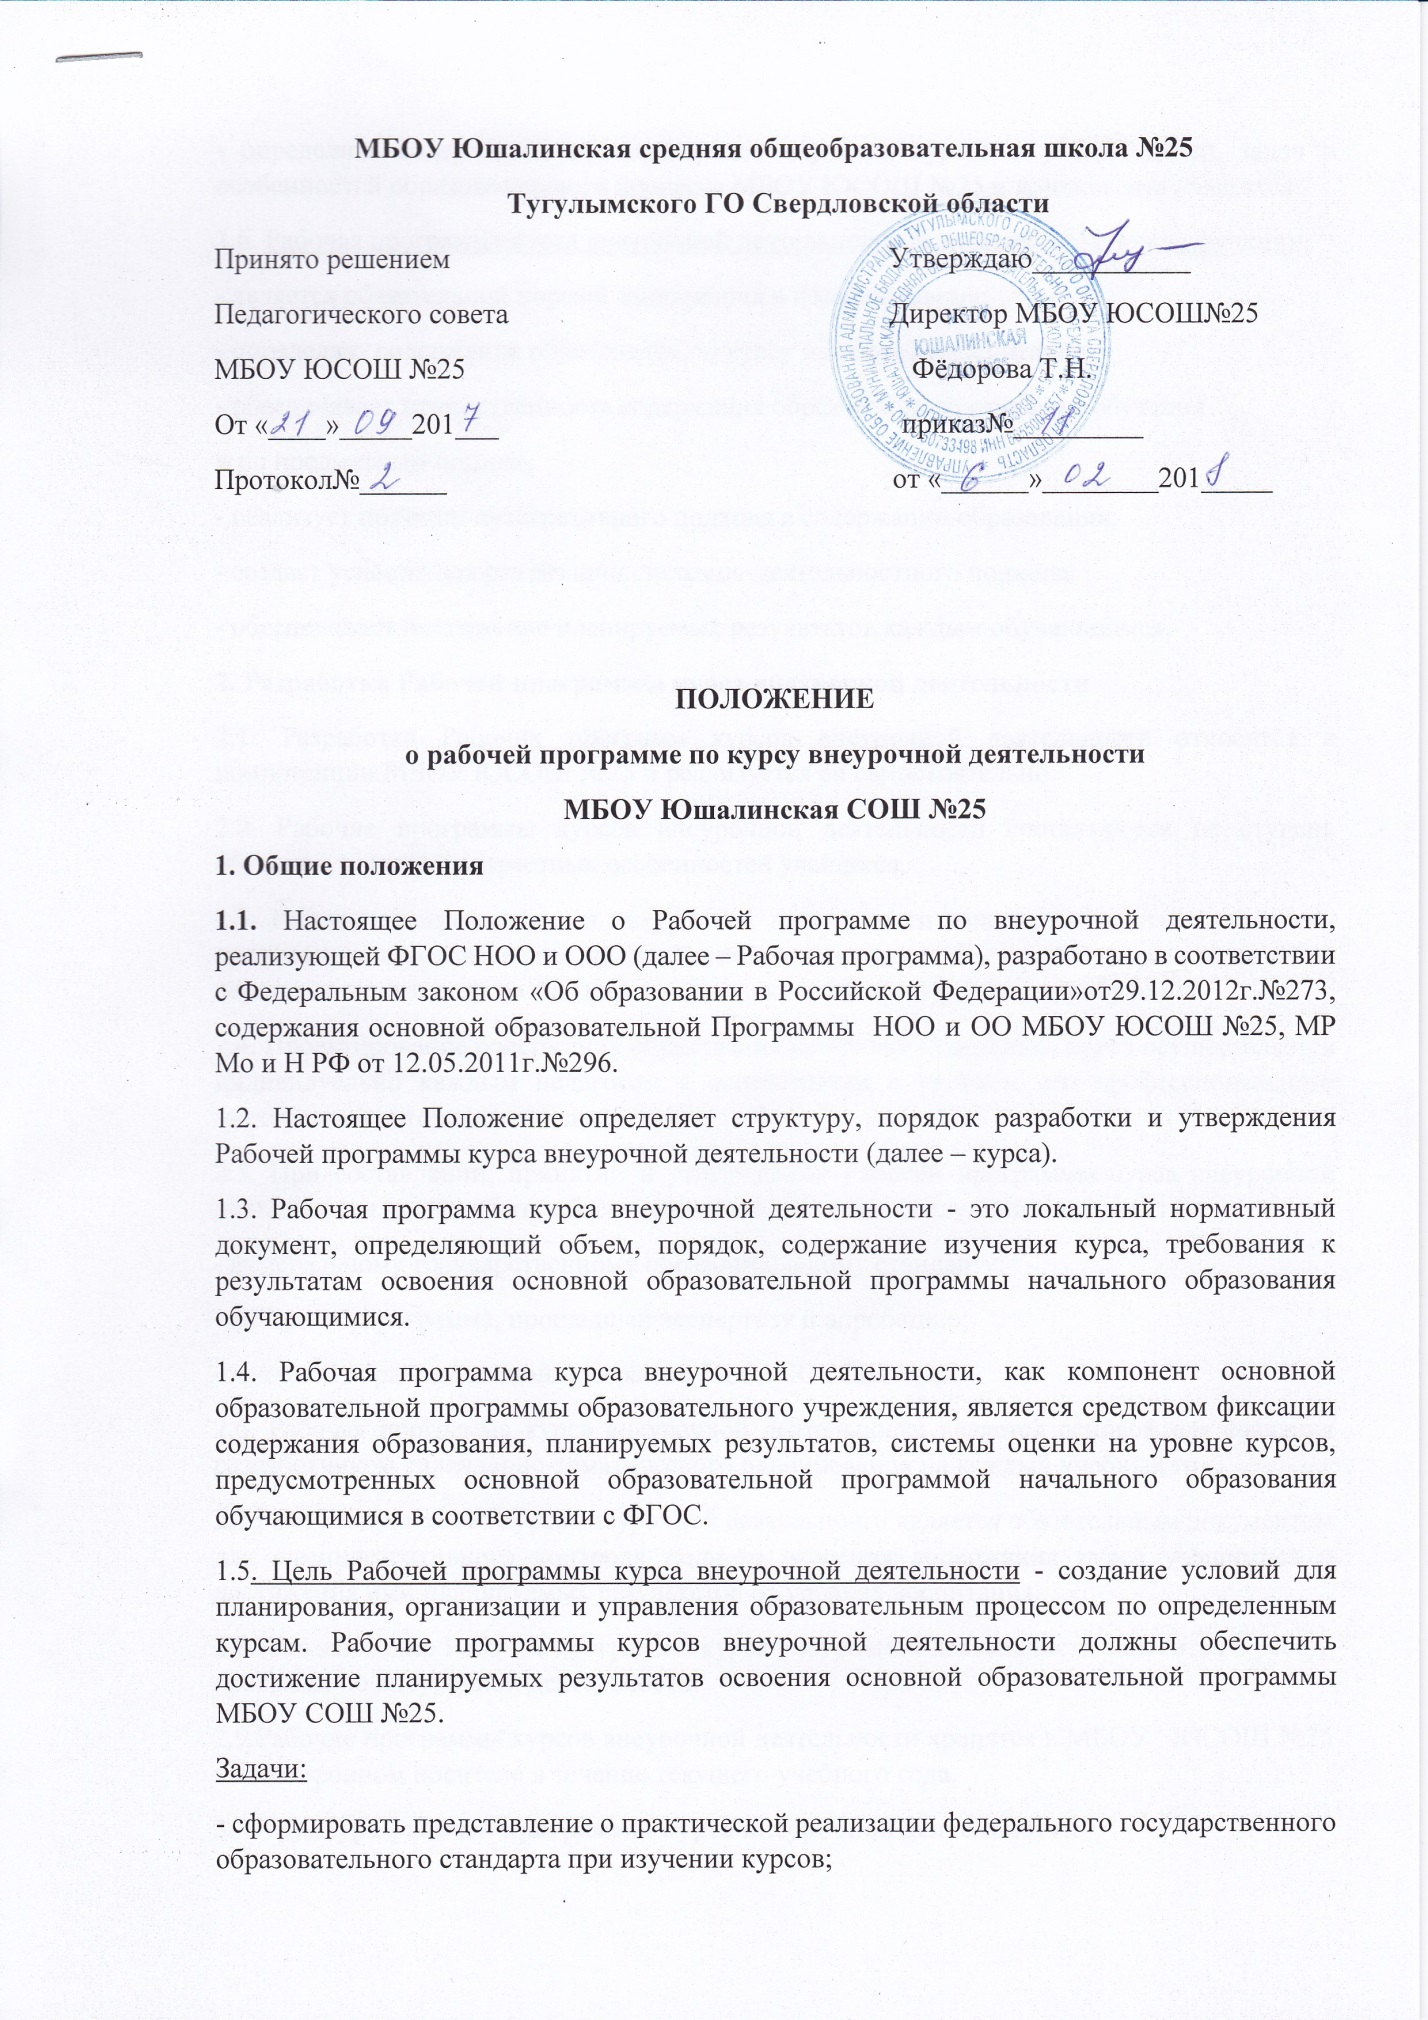 МБОУ Юшалинская средняя общеобразовательная школа №25
Тугулымского ГО Свердловской области
Принято решением Утверждаю___________
Педагогического совета Директор МБОУ ЮСОШ№25
МБОУ ЮСОШ №25 Фёдорова Т.Н.
ЮШАЛИНСКАЯ
От «21» 09 2017 приказ№ 17
Протокол№ 2 от «6» 02 2018
ПОЛОЖЕНИЕ
о рабочей программе по курсу внеурочной деятельности
МБОУ Юшалинская СОШ №25
1. Общие положения
1.1. Настоящее Положение о Рабочей программе по внеурочной деятельности,
реализующей ФГОС НОО и ООО (далее – Рабочая программа), разработано в соответствии
с Федеральным законом «Об образовании в Российской Федерации»от29.12.2012г.№273,
содержания основной образовательной Программы НОО и ОО МБОУ ЮСОШ №25, МР
Мо и Н РФ от 12.05.2011г.№296.
1.2. Настоящее Положение определяет структуру, порядок разработки и утверждения
Рабочей программы курса внеурочной деятельности (далее – курса).
1.3. Рабочая программа курса внеурочной деятельности - это локальный нормативный
документ, определяющий объем, порядок, содержание изучения курса, требования к
результатам освоения основной образовательной программы начального образования
обучающимися.
1.4. Рабочая программа курса внеурочной деятельности, как компонент основной
образовательной программы образовательного учреждения, является средством фиксации
содержания образования, планируемых результатов, системы оценки на уровне курсов,
предусмотренных основной образовательной программой начального образования
обучающимися в соответствии с ФГОС.
1.5. Цель Рабочей программы курса внеурочной деятельности - создание условий для
планирования, организации и управления образовательным процессом по определенным
курсам. Рабочие программы курсов внеурочной деятельности должны обеспечить
достижение планируемых результатов освоения основной образовательной программы
МБОУ СОШ №25.
Задачи:
- сформировать представление о практической реализации федерального государственного
образовательного стандарта при изучении курсов;